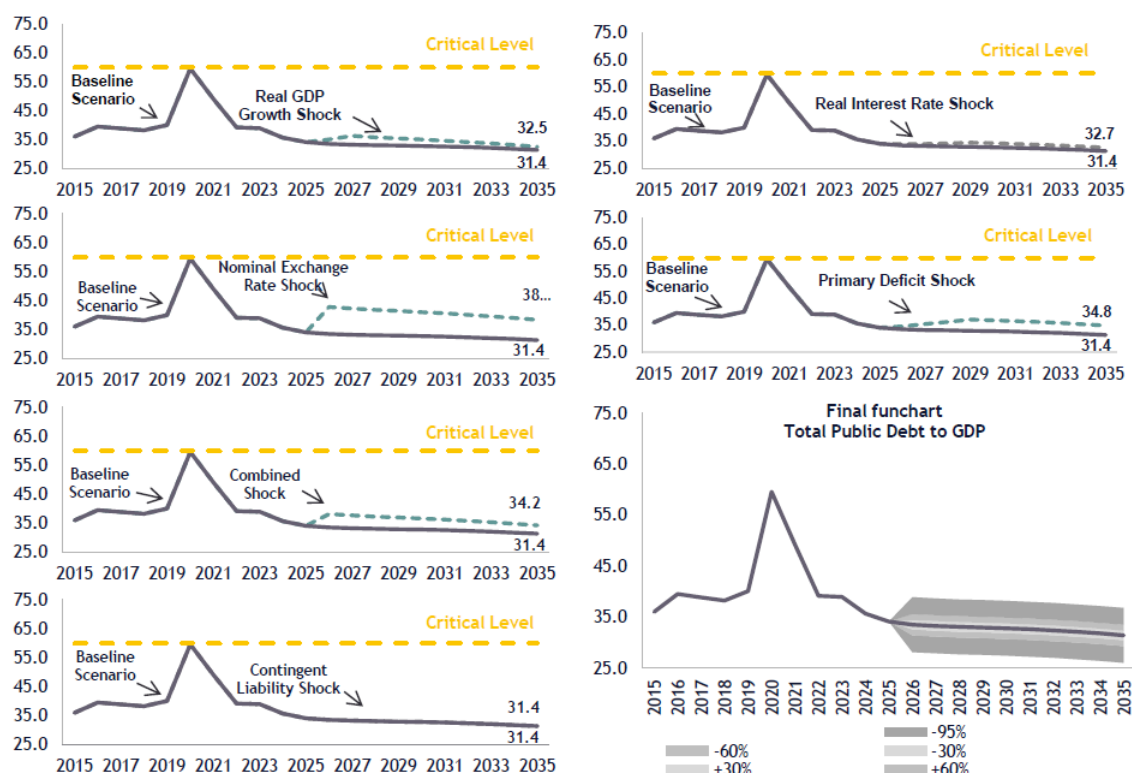 75.0
65.0
55.0
45.0
35.0
25.0
Critical Level
Baseline
Scenario
Real GDP
Growth Shock
32.5
31.4
2015 2017 2019 2021 2023 2025 2027 2029 2031 2033 2035
75.0
65.0
55.0
45.0
35.0
25.0
Critical Level
Baseline
Scenario
Real Interest Rate Shock
32.7
31.4
2015 2017 2019 2021 2023 2025 2027 2029 2031 2033 2035
75.0
65.0
55.0
45.0
35.0
25.0
Critical Level
Baseline
Scenario
Nominal Exchange
Rate Shock
38...
31.4
2015 2017 2019 2021 2023 2025 2027 2029 2031 2033 2035
75.0
65.0
55.0
45.0
35.0
25.0
Critical Level
Baseline
Scenario
Primary Deficit Shock
34.8
31.4
2015 2017 2019 2021 2023 2025 2027 2029 2031 2033 2035
75.0
65.0
55.0
45.0
35.0
25.0
Critical Level
Baseline
Scenario
Combined
Shock
34.2
31.4
2015 2017 2019 2021 2023 2025 2027 2029 2031 2033 2035
Final funchart
Total Public Debt to GDP
75.0
65.0
55.0
45.0
35.0
25.0
2015 2016 2017 2018 2019 2020 2021 2022 2023 2024 2025 2026 2027 2028 2029 2030 2031 2032 2033 2034 2035
-95%
-60%
-30%
+30%
+60%
75.0
65.0
55.0
45.0
35.0
25.0
Critical Level
Baseline
Scenario
Contingent
Liability Shock
31.4
31.4
2015 2017 2019 2021 2023 2025 2027 2029 2031 2033 2035